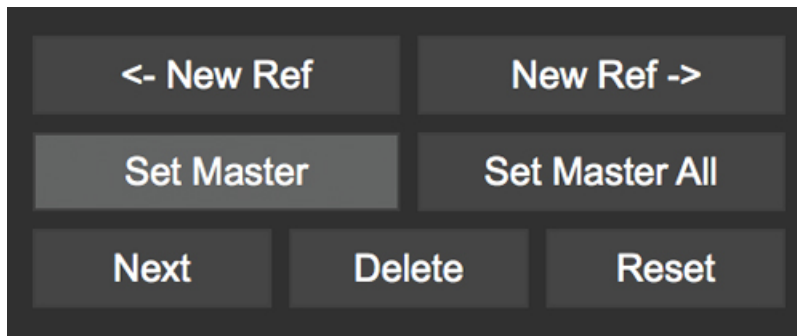 <- New Ref New Ref ->
Set Master Set Master All
Next Delete Reset